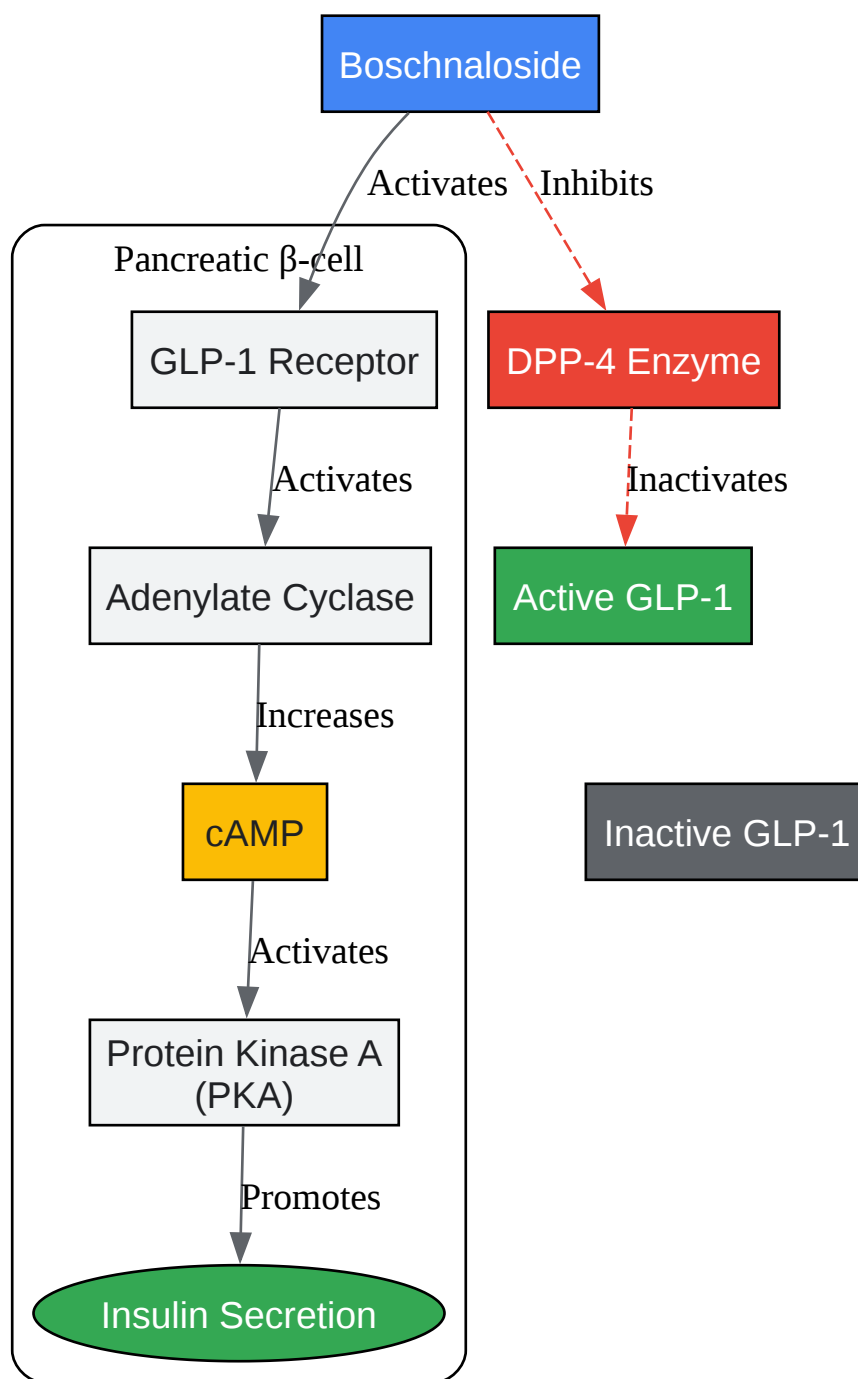 Boschnaloside
Activates
Inhibits
Pancreatic β-cell
GLP-1 Receptor
DPP-4 Enzyme
Activates
Inactivates
Adenylate Cyclase
Active GLP-1
Increases
cAMP
Inactive GLP-1
Activates
Protein Kinase A
(PKA)
Promotes
Insulin Secretion